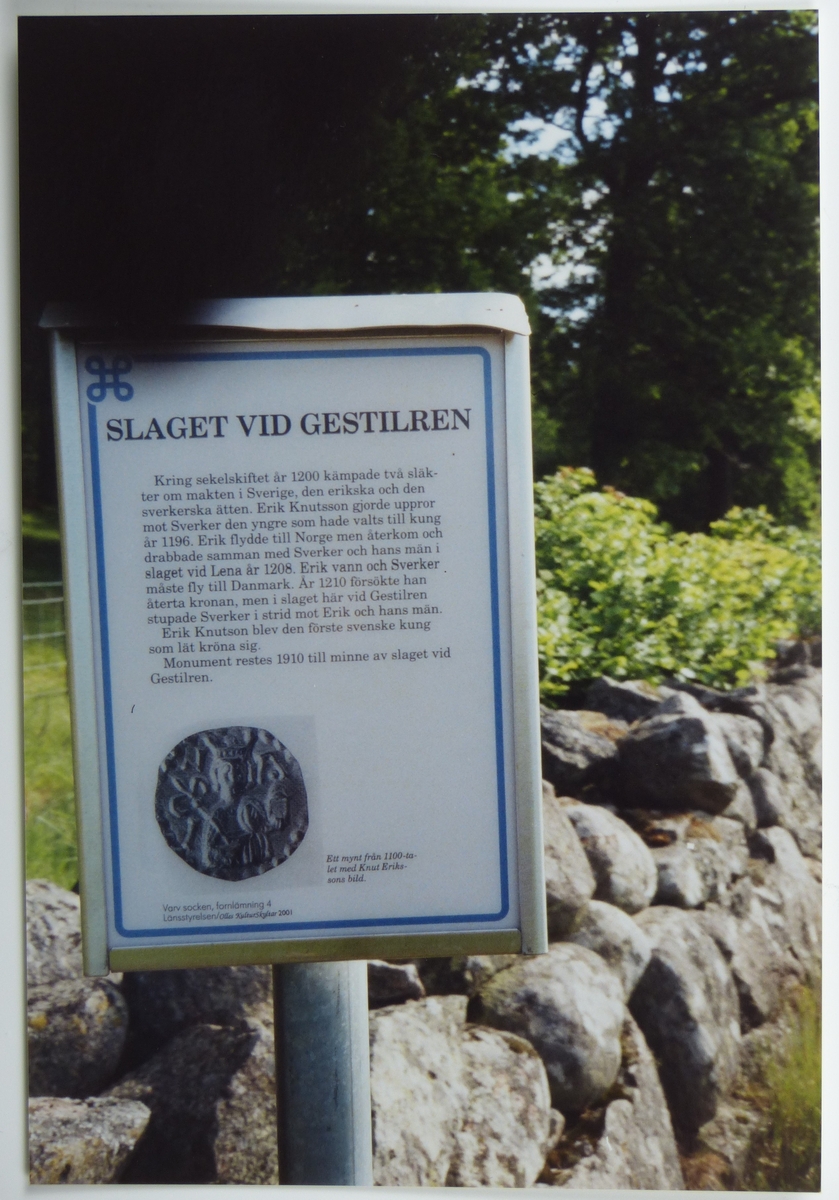 SLAGET VID GESTILREN
Kring sekelskiftet år 1200 kämpade två släk-
ter om makten i Sverige, den erikska och den
sverkerska ätten. Erik Knutsson gjorde uppror
mot Sverker den yngre som hade valts till kung
år 1196. Erik flydde till Norge men återkom och
drabbade samman med Sverker och hans män i
slaget vid Lena år 1208. Erik vann och Sverker
måste fly till Danmark. År 1210 försökte han
återta kronan, men i slaget här vid Gestilren
stupade Sverker i strid mot Erik och hans män.
Erik Knutson blev den förste svenske kung
som lät kröna sig.
Monument restes 1910 till minne av slaget vid
Gestilren.
Ett mynt från 1100-ta-
let med Knut Eriks-
sons bild.
Varv socken, fornlämning 4
Länsstyrelsen/Ollas KulturSkyltar 2001